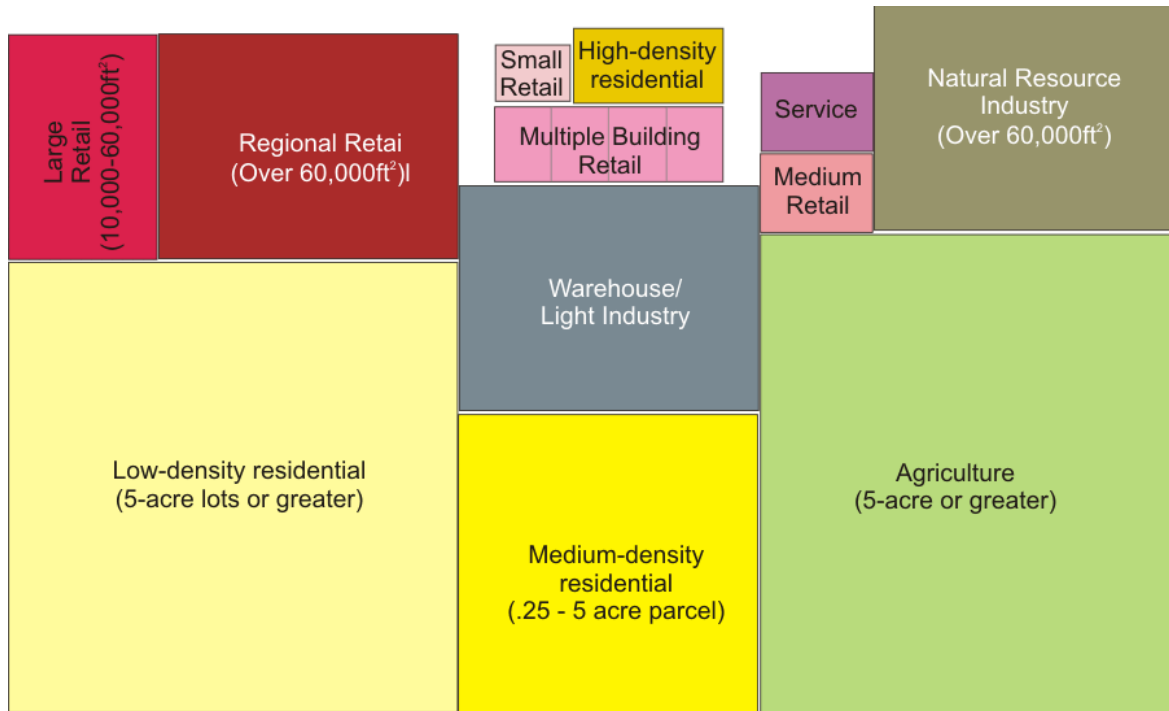 Large
Retail
(10,000-60,000ft²)
Regional Retai
(Over 60,000ft²)l
Small
Retail
High-density
residential
Multiple Building
Retail
Service
Medium
Retail
Natural Resource
Industry
(Over 60,000ft²)
Warehouse/
Light Industry
Low-density residential
(5-acre lots or greater)
Medium-density
residential
(.25 - 5 acre parcel)
Agriculture
(5-acre or greater)